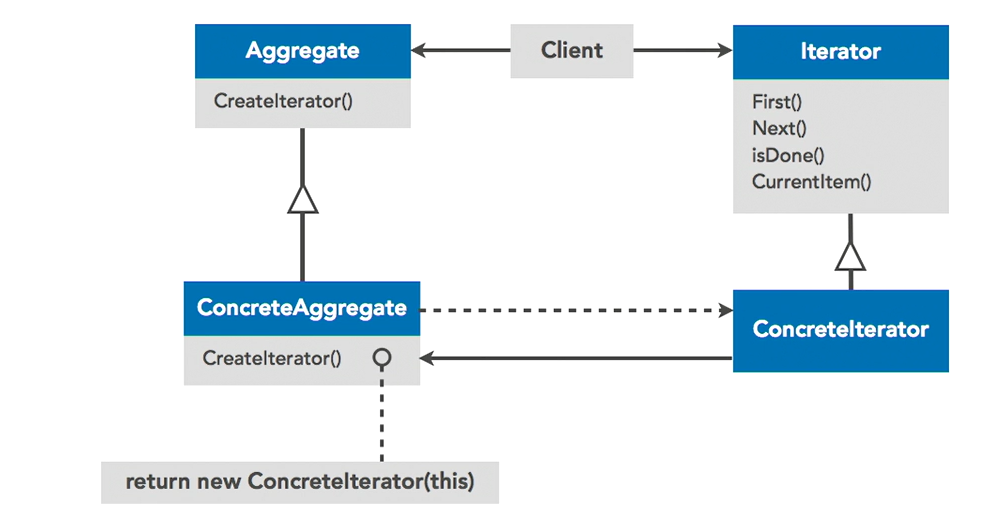 Aggregate
CreateIterator()
Client
Iterator
First()
Next()
isDone()
CurrentItem()
ConcreteAggregate
CreateIterator()
ConcreteIterator
return new ConcreteIterator(this)